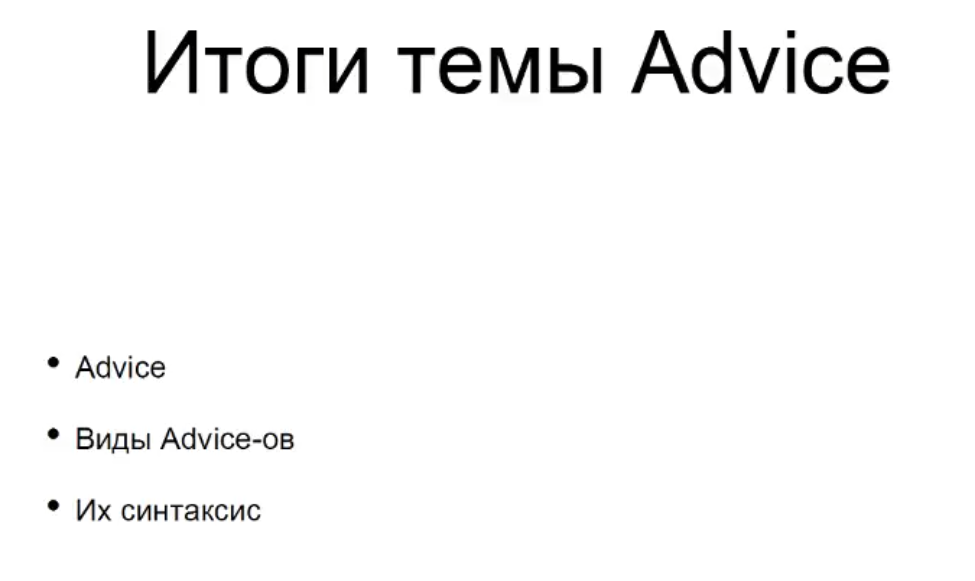 Итоги темы Advice
• Advice
• Виды Advice-ов
• Их синтаксис